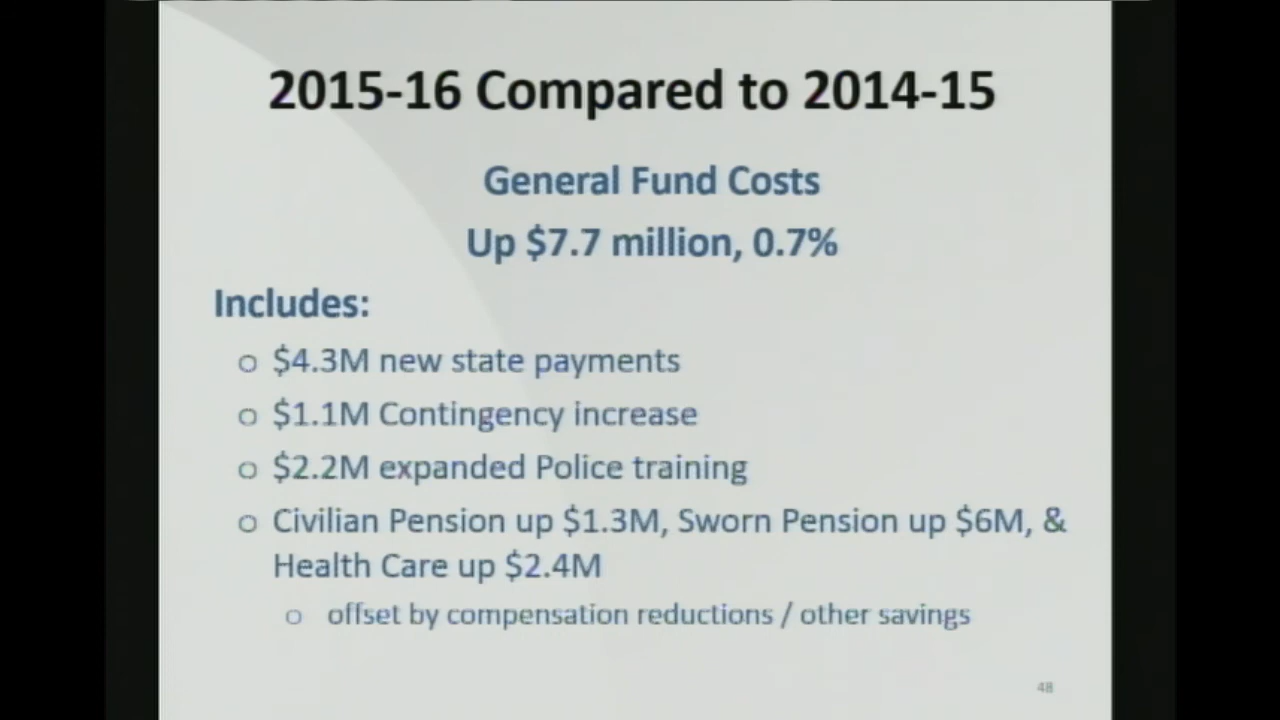 2015-16 Compared to 2014-15
General Fund Costs
Up $7.7 million, 0.7%
Includes:
o $4.3M new state payments
o $1.1M Contingency increase
o $2.2M expanded Police training
o Civilian Pension up $1.3M, Sworn Pension up $6M, &
Health Care up $2.4M
o offset by compensation reductions / other savings
48